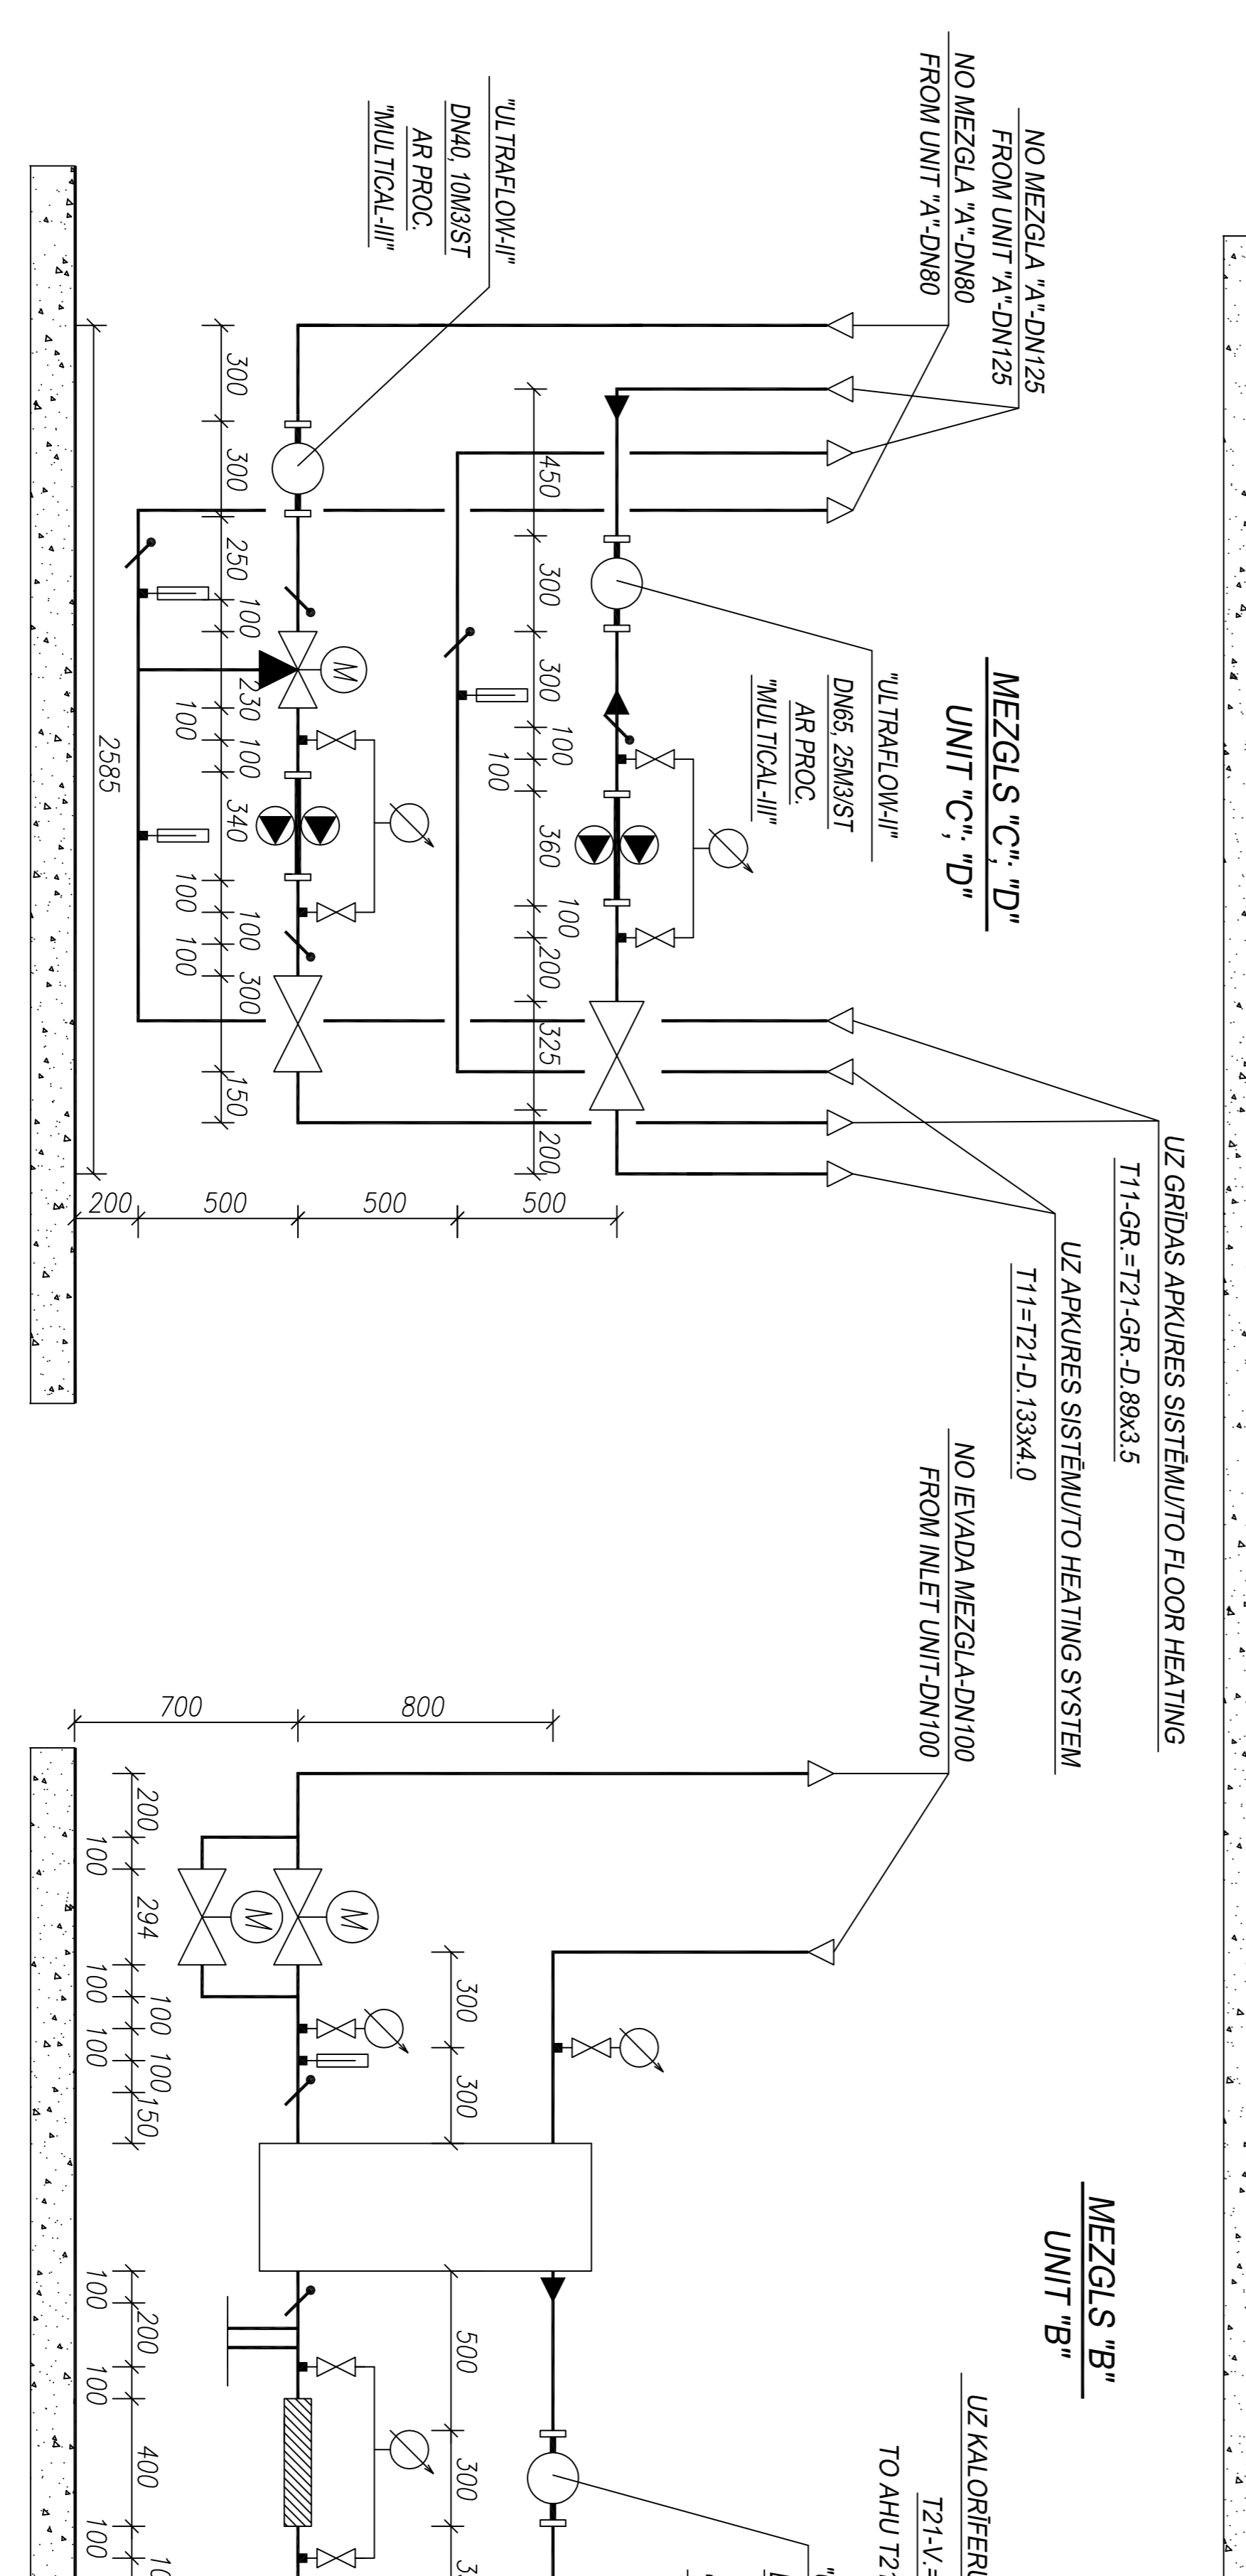 NO MEZGLA "A"-DN125
FROM UNIT "A"-DN125
NO MEZGLA "A"-DN80
FROM UNIT "A"-DN80
"ULTRAFLOW-II"
DN40, 10M3/ST
AR PROC.
"MULTICAL-III"
MEZGLS "C"; "D"
UNIT "C"; "D"
"ULTRAFLOW-II"
DN65, 25M3/ST
AR PROC.
"MULTICAL-III"
450
300
300
100
100
360
100
200
325
200
300
300
250
100
230
100
100
340
100
100
100
300
150
2585
200
500
500
500
M
UZ GRĪDAS APKURES SISTĒMU/TO FLOOR HEATING
T11-GR.=T21-GR.-D.89x3.5
UZ APKURES SISTĒMU/TO HEATING SYSTEM
T11=T21-D.133x4.0
NO IEVADA MEZGLA-DN100
FROM INLET UNIT-DN100
MEZGLS "B"
UNIT "B"
700
800
M
M
300
300
500
300
200
100
294
100
100
100
100
150
100
200
100
400
100
T21-V.=